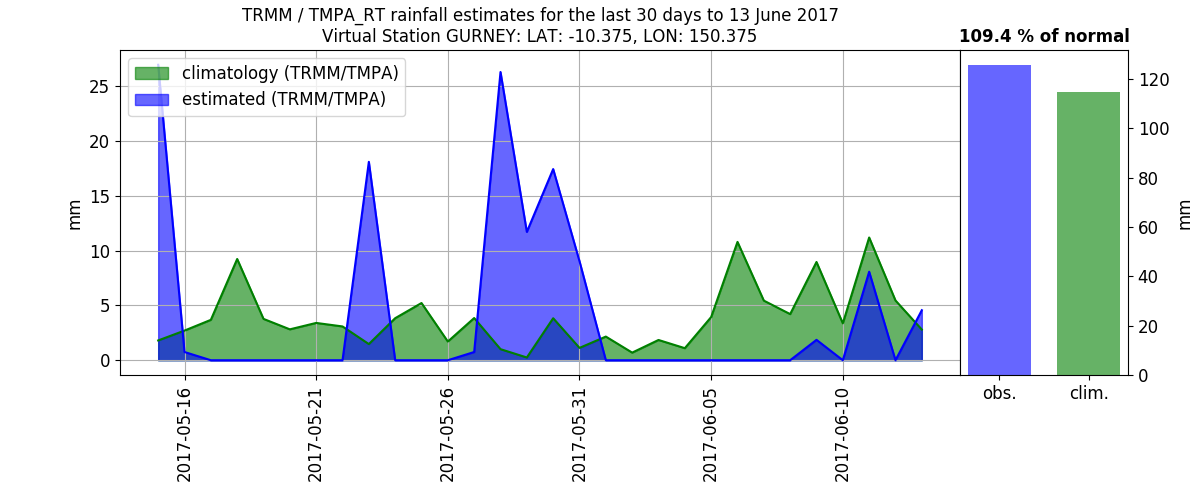 TRMM / TMPA_RT rainfall estimates for the last 30 days to 13 June 2017
Virtual Station GURNEY: LAT: -10.375, LON: 150.375
109.4 % of normal
climatology (TRMM/TMPA)
estimated (TRMM/TMPA)
mm
25
20
15
10
5
0
2017-05-16
2017-05-21
2017-05-26
2017-05-31
2017-06-05
2017-06-10
120
100
80
60
40
20
0
mm
obs.
clim.